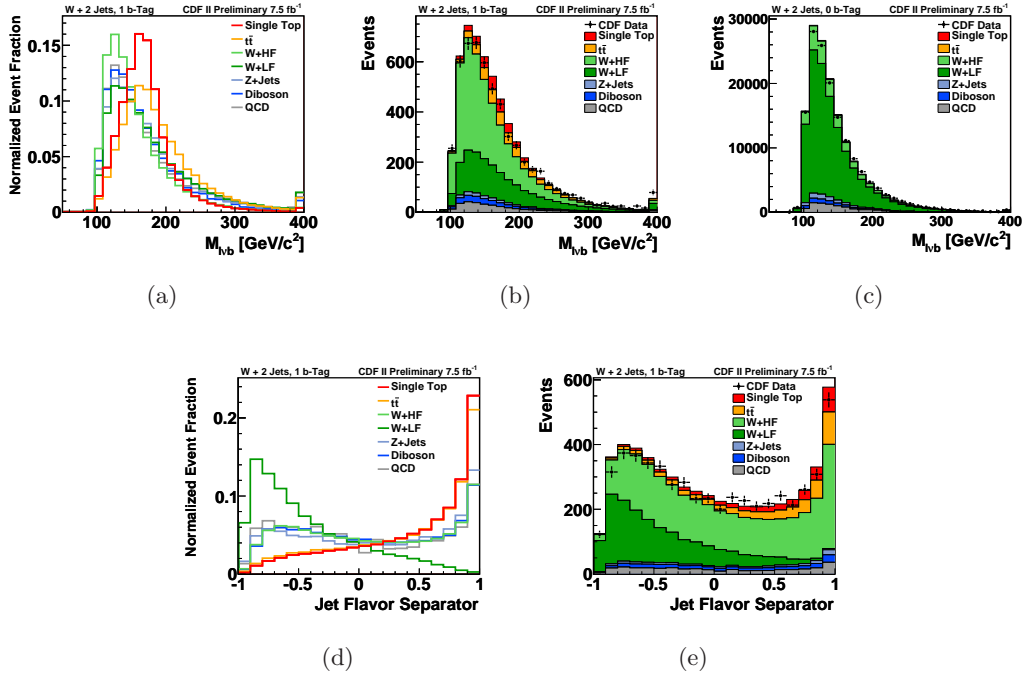 W + 2 Jets, 1 b-Tag CDF II Preliminary 7.5 fb⁻¹
Normalized Event Fraction
0.15
0.1
0.05
0
Single Top
tt̄
W+HF
W+LF
Z+Jets
Diboson
QCD
100 200 300 400
M_lνb [GeV/c²]
(a)
W + 2 Jets, 1 b-Tag CDF II Preliminary 7.5 fb⁻¹
Events
600
400
200
0
CDF Data
Single Top
tt̄
W+HF
W+LF
Z+Jets
Diboson
QCD
100 200 300 400
M_lνb [GeV/c²]
(b)
W + 2 Jets, 0 b-Tag CDF II Preliminary 7.5 fb⁻¹
Events
30000
20000
10000
0
CDF Data
Single Top
tt̄
W+HF
W+LF
Z+Jets
Diboson
QCD
100 200 300 400
M_lνb [GeV/c²]
(c)
W + 2 Jets, 1 b-Tag CDF II Preliminary 7.5 fb⁻¹
Normalized Event Fraction
0.2
0.1
0
Single Top
tt̄
W+HF
W+LF
Z+Jets
Diboson
QCD
-1 -0.5 0 0.5 1
Jet Flavor Separator
(d)
W + 2 Jets, 1 b-Tag CDF II Preliminary 7.5 fb⁻¹
Events
600
400
200
0
CDF Data
Single Top
tt̄
W+HF
W+LF
Z+Jets
Diboson
QCD
-1 -0.5 0 0.5 1
Jet Flavor Separator
(e)